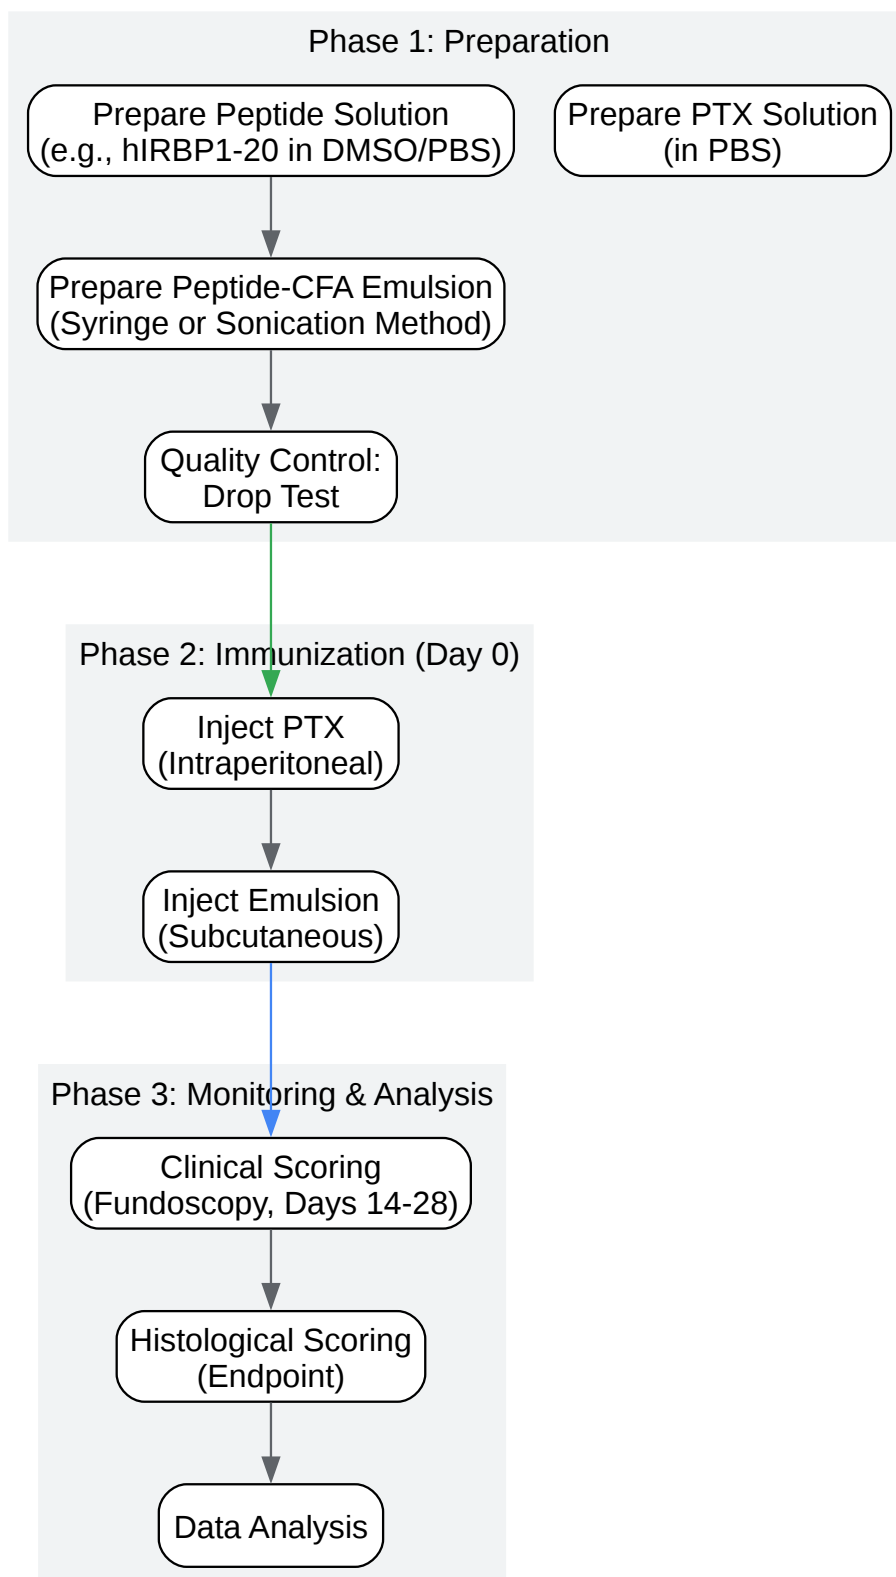 Phase 1: Preparation
Prepare Peptide Solution
(e.g., hIRBP1-20 in DMSO/PBS)
Prepare PTX Solution
(in PBS)
Prepare Peptide-CFA Emulsion
(Syringe or Sonication Method)
Quality Control:
Drop Test
Phase 2: Immunization (Day 0)
Inject PTX
(Intraperitoneal)
Inject Emulsion
(Subcutaneous)
Phase 3: Monitoring & Analysis
Clinical Scoring
(Fundoscopy, Days 14-28)
Histological Scoring
(Endpoint)
Data Analysis